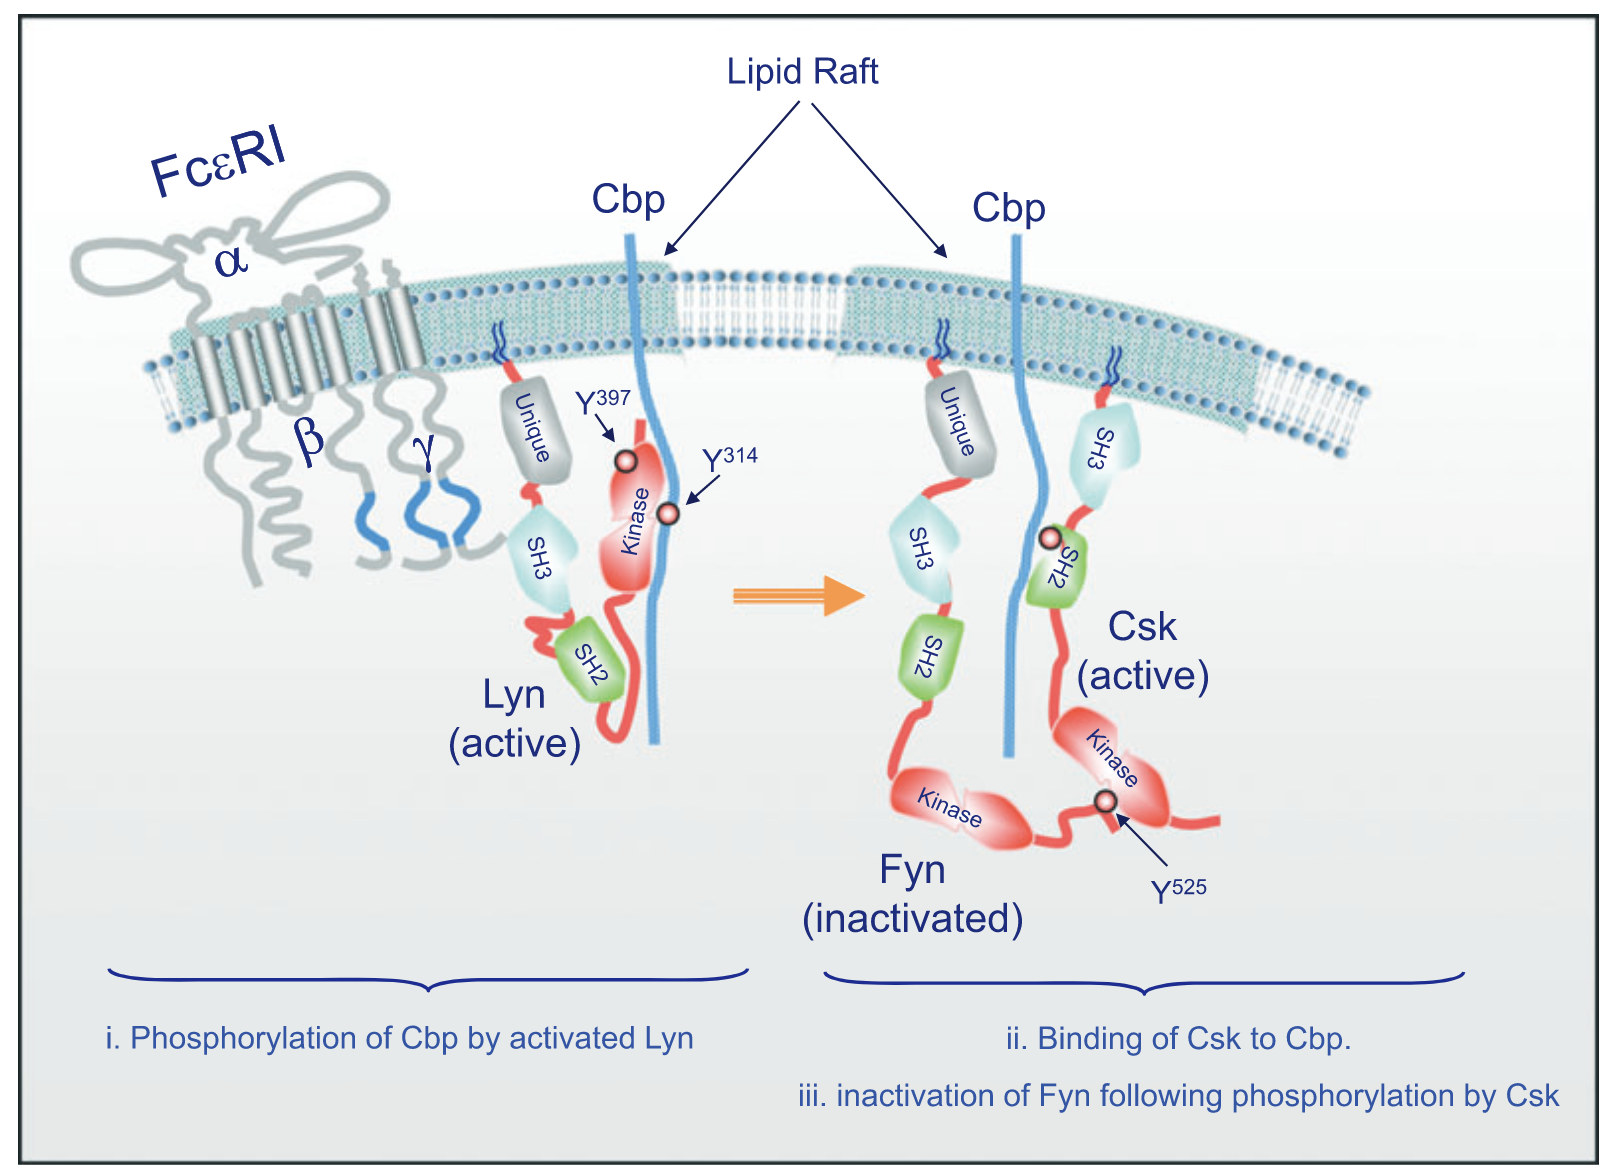 Lipid Raft
FcεRI
Cbp
Cbp
α
β
γ
Y397
Y314
Unique
SH3
SH2
Kinase
Lyn
(active)
Unique
SH3
SH2
Kinase
Fyn
(inactivated)
SH3
SH2
Csk
(active)
Kinase
Y525
i. Phosphorylation of Cbp by activated Lyn
ii. Binding of Csk to Cbp.
iii. inactivation of Fyn following phosphorylation by Csk